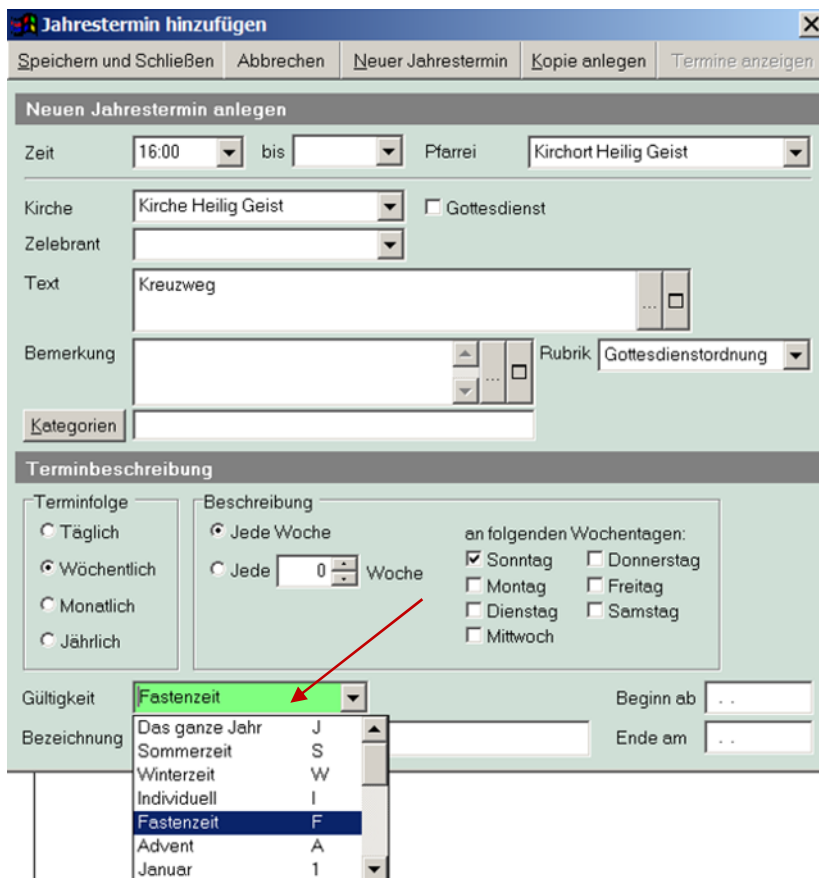 Jahrestermin hinzufügen
Speichern und Schließen Abbrechen Neuer Jahrestermin Kopie anlegen Termine anzeigen
Neuen Jahrestermin anlegen
Zeit 16:00 bis Pfarrei Kirchort Heilig Geist
Kirche Kirche Heilig Geist Gottesdienst
Zelebrant
Text Kreuzweg ...
Bemerkung ... Rubrik Gottesdienstordnung
Kategorien
Terminbeschreibung
Terminfolge Beschreibung
Täglich Jede Woche an folgenden Wochentagen:
Wöchentlich Jede 0 Woche Sonntag Donnerstag
Montag Freitag
Monatlich Dienstag Samstag
Jährlich Mittwoch
Gültigkeit Fastenzeit Beginn ab . .
Bezeichnung Ende am . .
Das ganze Jahr J
Sommerzeit S
Winterzeit W
Individuell I
Fastenzeit F
Advent A
Januar 1